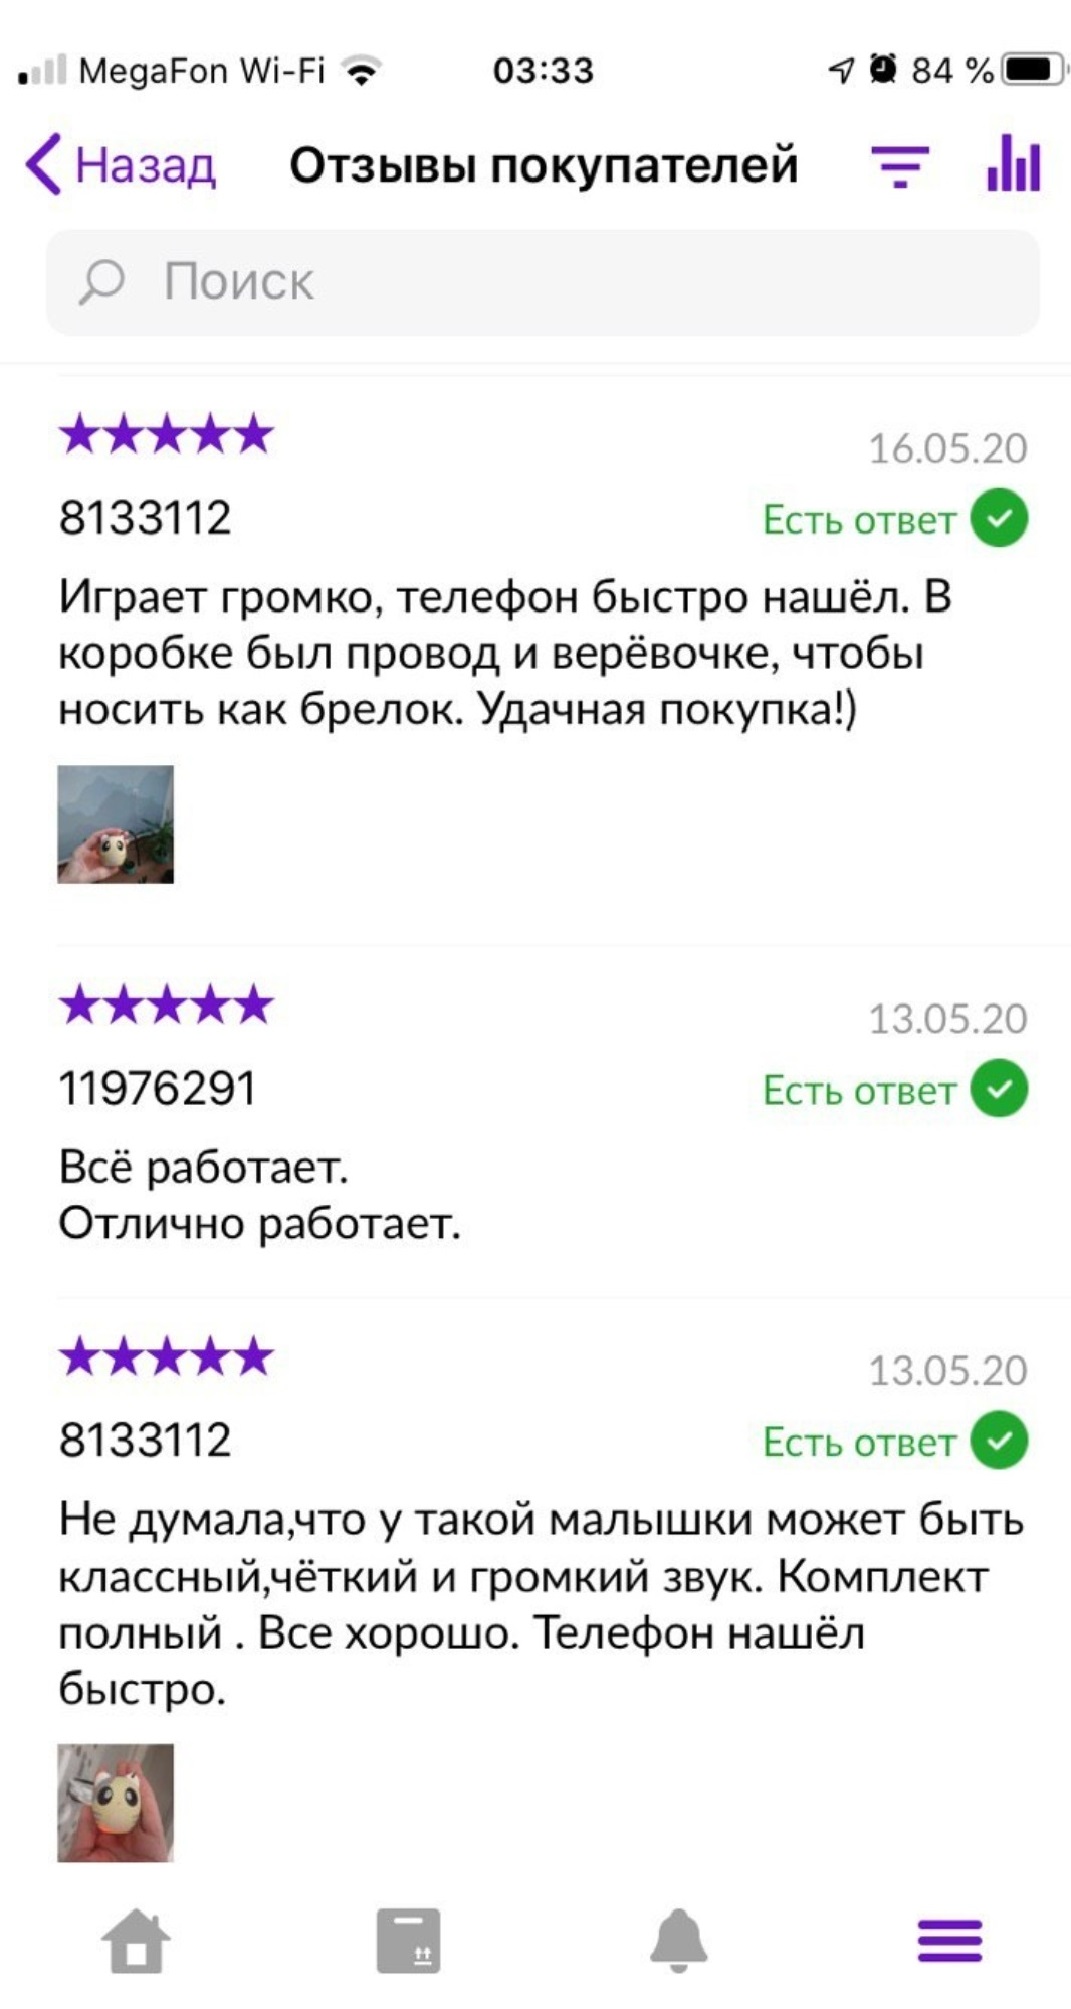 MegaFon Wi-Fi 03:33 84 %
Назад Отзывы покупателей
Поиск
16.05.20
8133112 Есть ответ
Играет громко, телефон быстро нашёл. В
коробке был провод и верёвочке, чтобы
носить как брелок. Удачная покупка!)
13.05.20
11976291 Есть ответ
Всё работает.
Отлично работает.
13.05.20
8133112 Есть ответ
Не думала,что у такой малышки может быть
классный,чёткий и громкий звук. Комплект
полный . Все хорошо. Телефон нашёл
быстро.